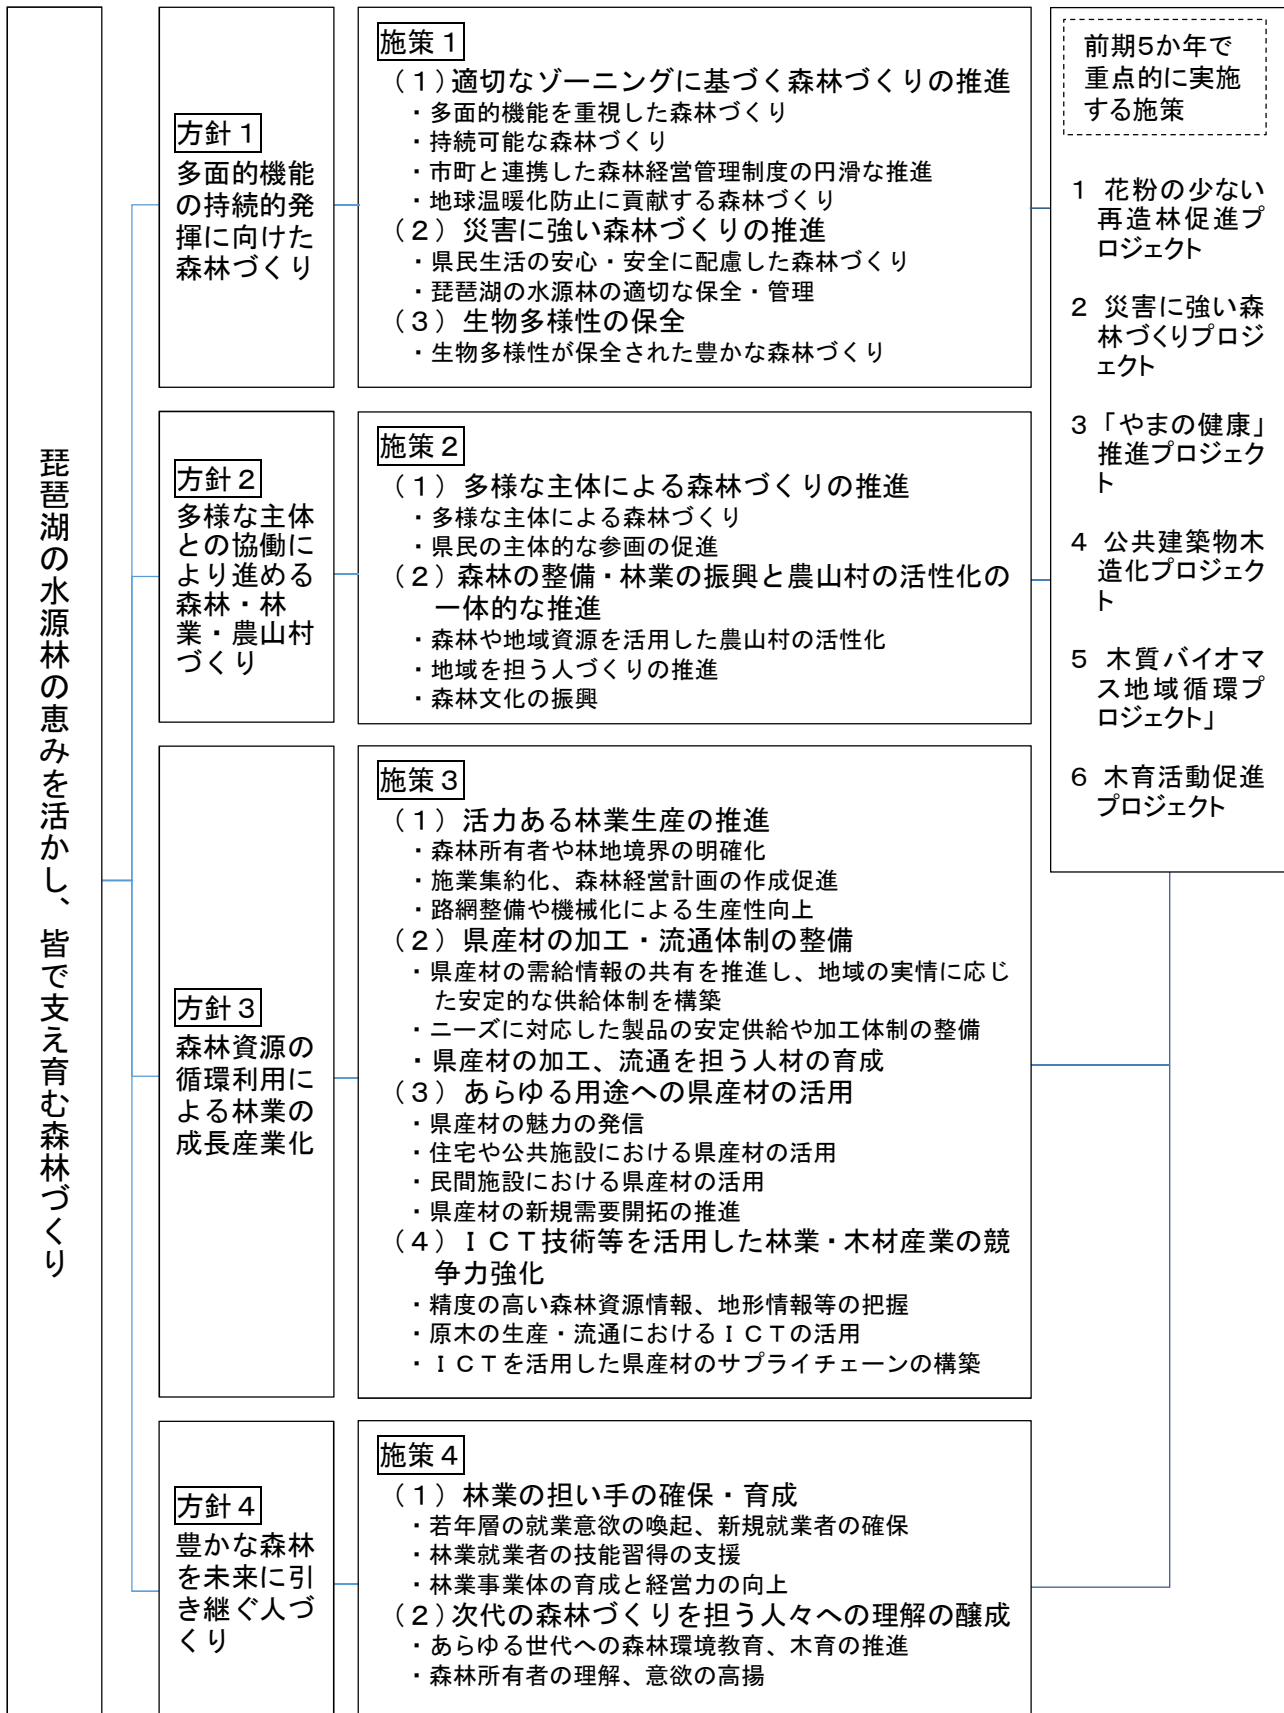 琵琶湖の水源林の恵みを活かし、皆で支え育む森林づくり
方針１
多面的機能
の持続的発
揮に向けた
森林づくり
施策１
（１）適切なゾーニングに基づく森林づくりの推進
・多面的機能を重視した森林づくり
・持続可能な森林づくり
・市町と連携した森林経営管理制度の円滑な推進
・地球温暖化防止に貢献する森林づくり
（２）災害に強い森林づくりの推進
・県民生活の安心・安全に配慮した森林づくり
・琵琶湖の水源林の適切な保全・管理
（３）生物多様性の保全
・生物多様性が保全された豊かな森林づくり
方針２
多様な主体
との協働に
より進める
森林・林
業・農山村
づくり
施策２
（１）多様な主体による森林づくりの推進
・多様な主体による森林づくり
・県民の主体的な参画の促進
（２）森林の整備・林業の振興と農山村の活性化の
一体的な推進
・森林や地域資源を活用した農山村の活性化
・地域を担う人づくりの推進
・森林文化の振興
方針３
森林資源の
循環利用に
よる林業の
成長産業化
施策３
（１）活力ある林業生産の推進
・森林所有者や林地境界の明確化
・施業集約化、森林経営計画の作成促進
・路網整備や機械化による生産性向上
（２）県産材の加工・流通体制の整備
・県産材の需給情報の共有を推進し、地域の実情に応じ
た安定的な供給体制を構築
・ニーズに対応した製品の安定供給や加工体制の整備
・県産材の加工、流通を担う人材の育成
（３）あらゆる用途への県産材の活用
・県産材の魅力の発信
・住宅や公共施設における県産材の活用
・民間施設における県産材の活用
・県産材の新規需要開拓の推進
（４）ＩＣＴ技術等を活用した林業・木材産業の競
争力強化
・精度の高い森林資源情報、地形情報等の把握
・原木の生産・流通におけるＩＣＴの活用
・ＩＣＴを活用した県産材のサプライチェーンの構築
方針４
豊かな森林
を未来に引
き継ぐ人づ
くり
施策４
（１）林業の担い手の確保・育成
・若年層の就業意欲の喚起、新規就業者の確保
・林業就業者の技能習得の支援
・林業事業体の育成と経営力の向上
（２）次代の森林づくりを担う人々への理解の醸成
・あらゆる世代への森林環境教育、木育の推進
・森林所有者の理解、意欲の高揚
前期５か年で
重点的に実施
する施策
１ 花粉の少ない
再造林促進プ
ロジェクト
２ 災害に強い森
林づくりプロジ
ェクト
３「やまの健康」
推進プロジェク
ト
４ 公共建築物木
造化プロジェク
ト
５ 木質バイオマ
ス地域循環プ
ロジェクト」
６ 木育活動促進
プロジェクト